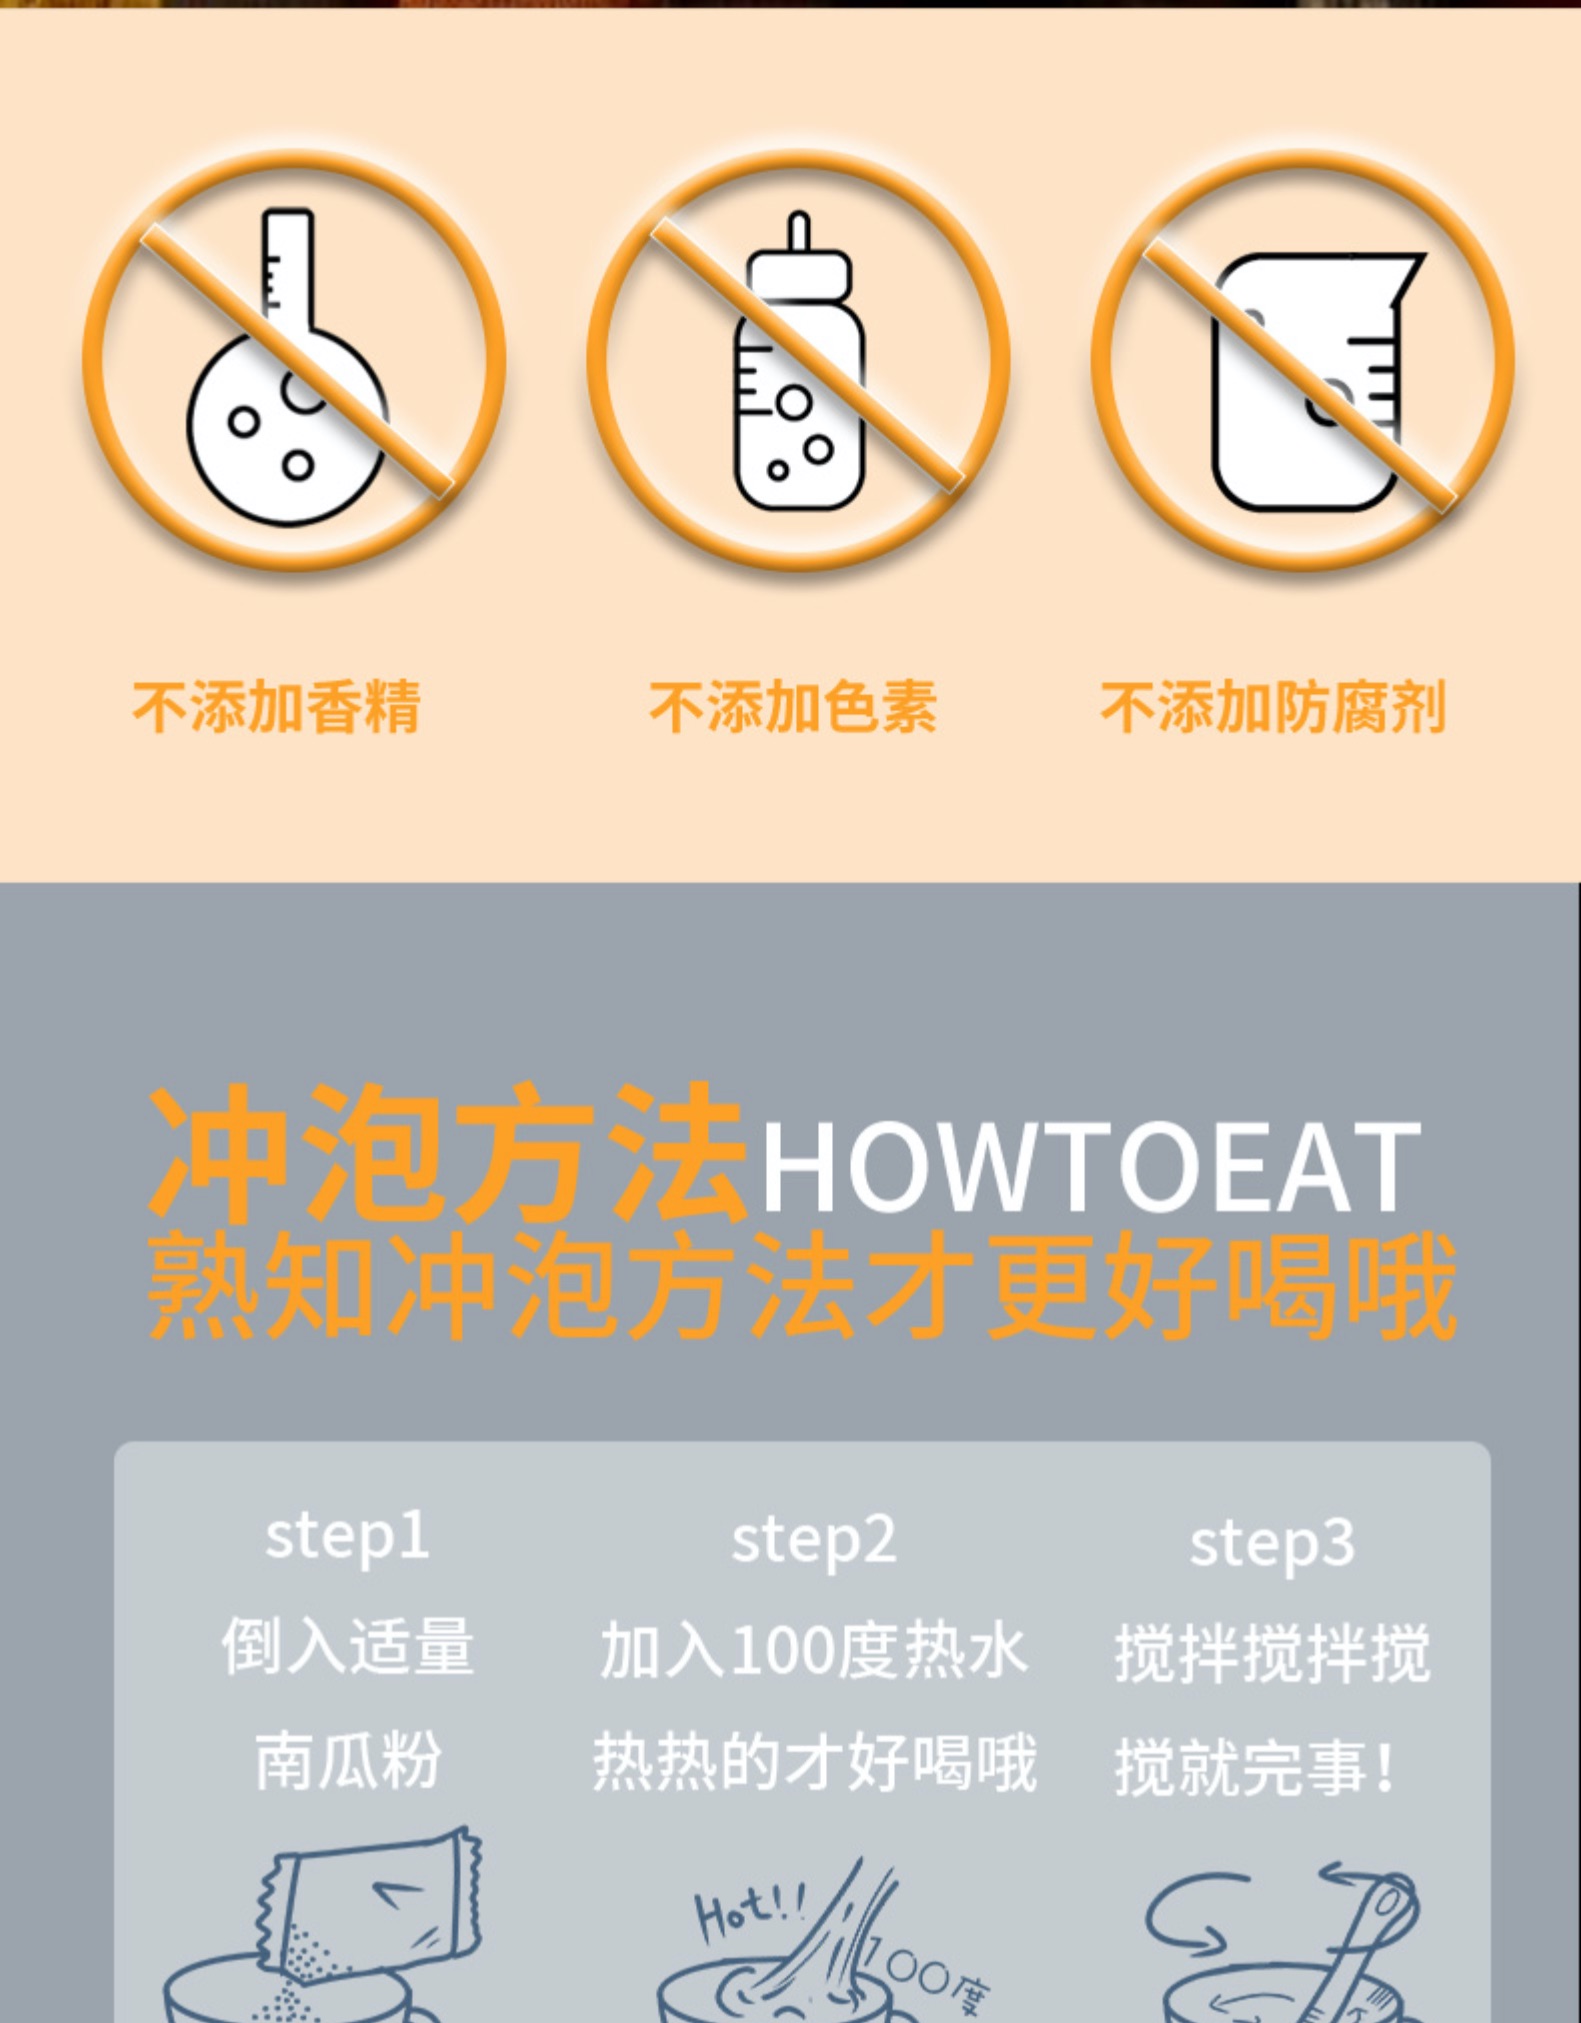 不添加香精
不添加色素
不添加防腐剂
冲泡方法HOWTOEAT
熟知冲泡方法才更好喝哦
step1
倒入适量
南瓜粉
step2
加入100度热水
热热的才好喝哦
step3
搅拌搅拌搅
搅就完事！
Hot!!
100度